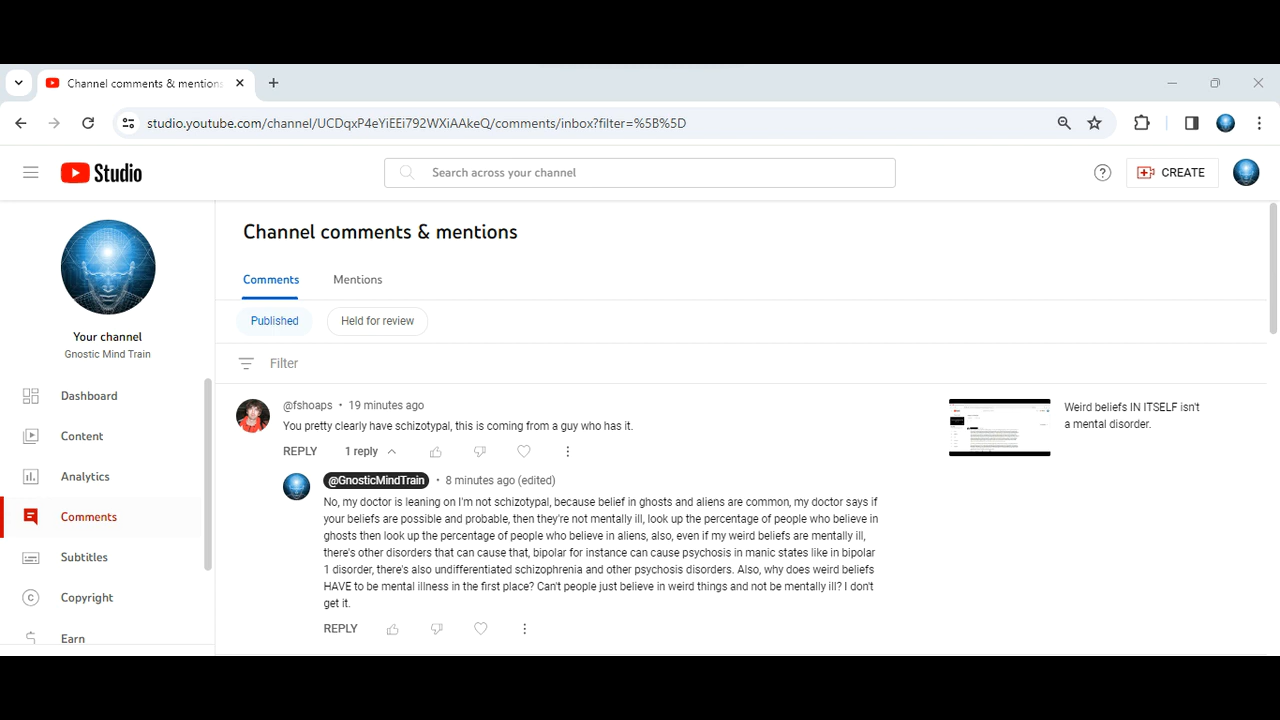 Channel comments & mentions
studio.youtube.com/channel/UCDqxP4eYiEEi792WXiAAkeQ/comments/inbox?filter=%5B%5D
Studio
Search across your channel
CREATE
Your channel
Gnostic Mind Train
Dashboard
Content
Analytics
Comments
Subtitles
Copyright
Earn
Channel comments & mentions
Comments Mentions
Published Held for review
Filter
@fshoaps • 19 minutes ago
You pretty clearly have schizotypal, this is coming from a guy who has it.
REPLY 1 reply
@GnosticMindTrain • 8 minutes ago (edited)
No, my doctor is leaning on I'm not schizotypal, because belief in ghosts and aliens are common, my doctor says if
your beliefs are possible and probable, then they're not mentally ill, look up the percentage of people who believe in
ghosts then look up the percentage of people who believe in aliens, also, even if my weird beliefs are mentally ill,
there's other disorders that can cause that, bipolar for instance can cause psychosis in manic states like in bipolar
1 disorder, there's also undifferentiated schizophrenia and other psychosis disorders. Also, why does weird beliefs
HAVE to be mental illness in the first place? Can't people just believe in weird things and not be mentally ill? I don't
get it.
REPLY
Weird beliefs IN ITSELF isn't
a mental disorder.